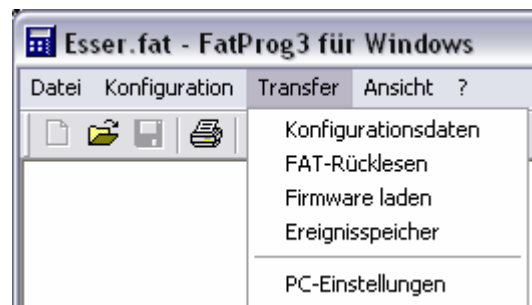 Esser.fat - FatProg3 für Windows
Datei Konfiguration Transfer Ansicht ?
Konfigurationsdaten
FAT-Rücklesen
Firmware laden
Ereignisspeicher
PC-Einstellungen